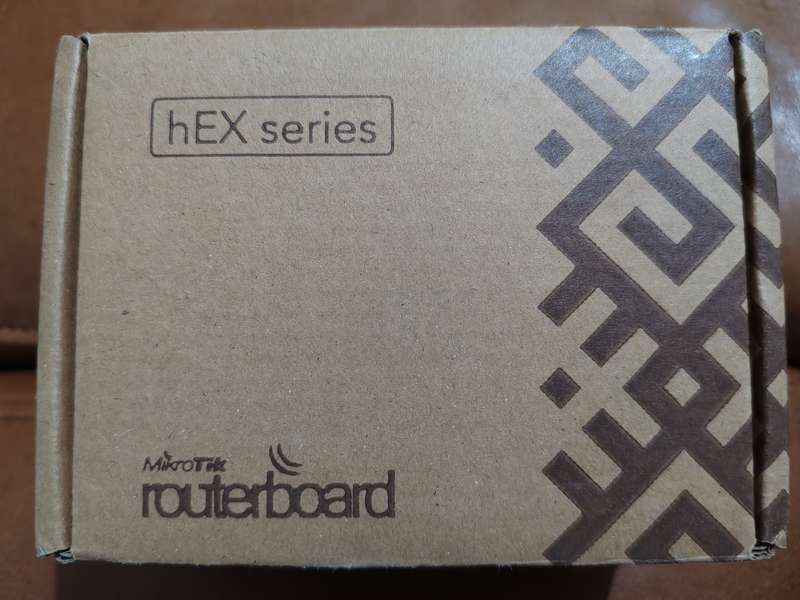 hEX series
MikroTik
routerboard